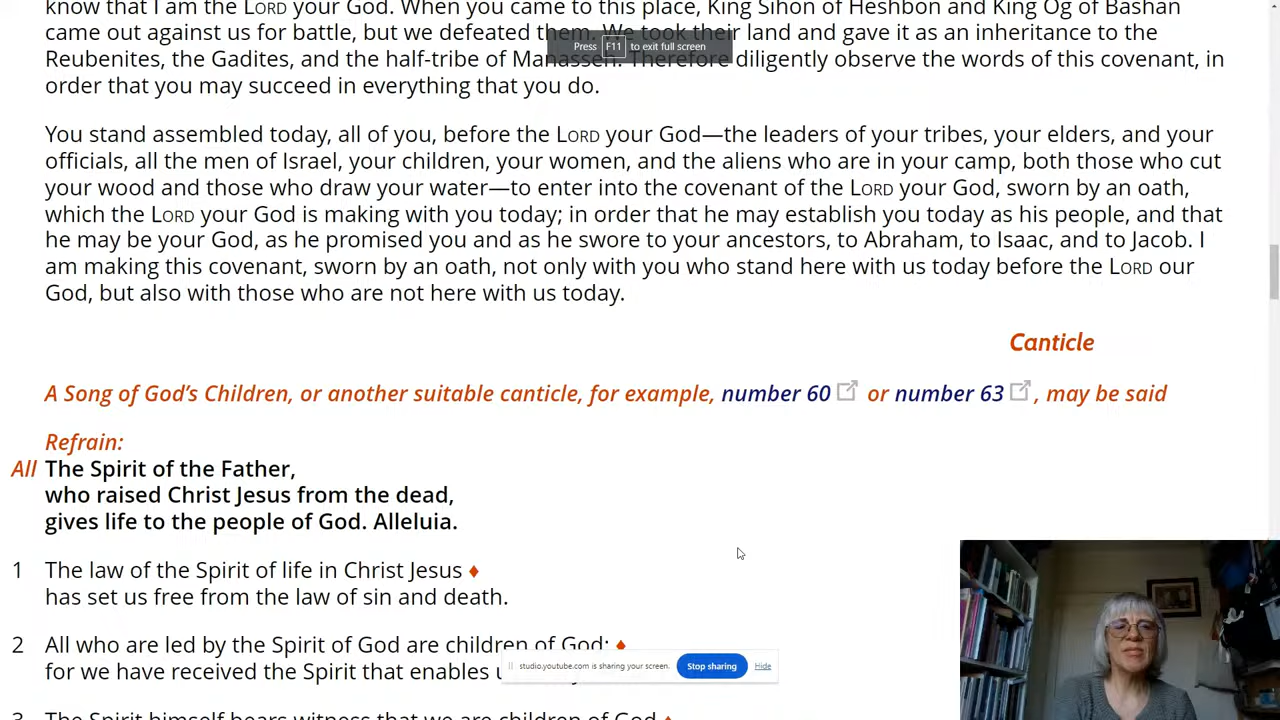 know that I am the LORD your God. When you came to this place, King Sihon of Heshbon and King Og of Bashan
came out against us for battle, but we defeated them. We took their land and gave it as an inheritance to the
Press F11 to exit full screen
Reubenites, the Gadites, and the half-tribe of Manasseh. Therefore diligently observe the words of this covenant, in
order that you may succeed in everything that you do.
You stand assembled today, all of you, before the LORD your God—the leaders of your tribes, your elders, and your
officials, all the men of Israel, your children, your women, and the aliens who are in your camp, both those who cut
your wood and those who draw your water—to enter into the covenant of the LORD your God, sworn by an oath,
which the LORD your God is making with you today; in order that he may establish you today as his people, and that
he may be your God, as he promised you and as he swore to your ancestors, to Abraham, to Isaac, and to Jacob. I
am making this covenant, sworn by an oath, not only with you who stand here with us today before the LORD our
God, but also with those who are not here with us today.
Canticle
A Song of God's Children, or another suitable canticle, for example, number 60 or number 63, may be said
Refrain:
All The Spirit of the Father,
who raised Christ Jesus from the dead,
gives life to the people of God. Alleluia.
1 The law of the Spirit of life in Christ Jesus ♦
has set us free from the law of sin and death.
2 All who are led by the Spirit of God are children of God; ♦
for we have received the Spirit that enables
studio.youtube.com is sharing your screen. Stop sharing Hide
3 The Spirit himself bears witness that we are children of God ♦